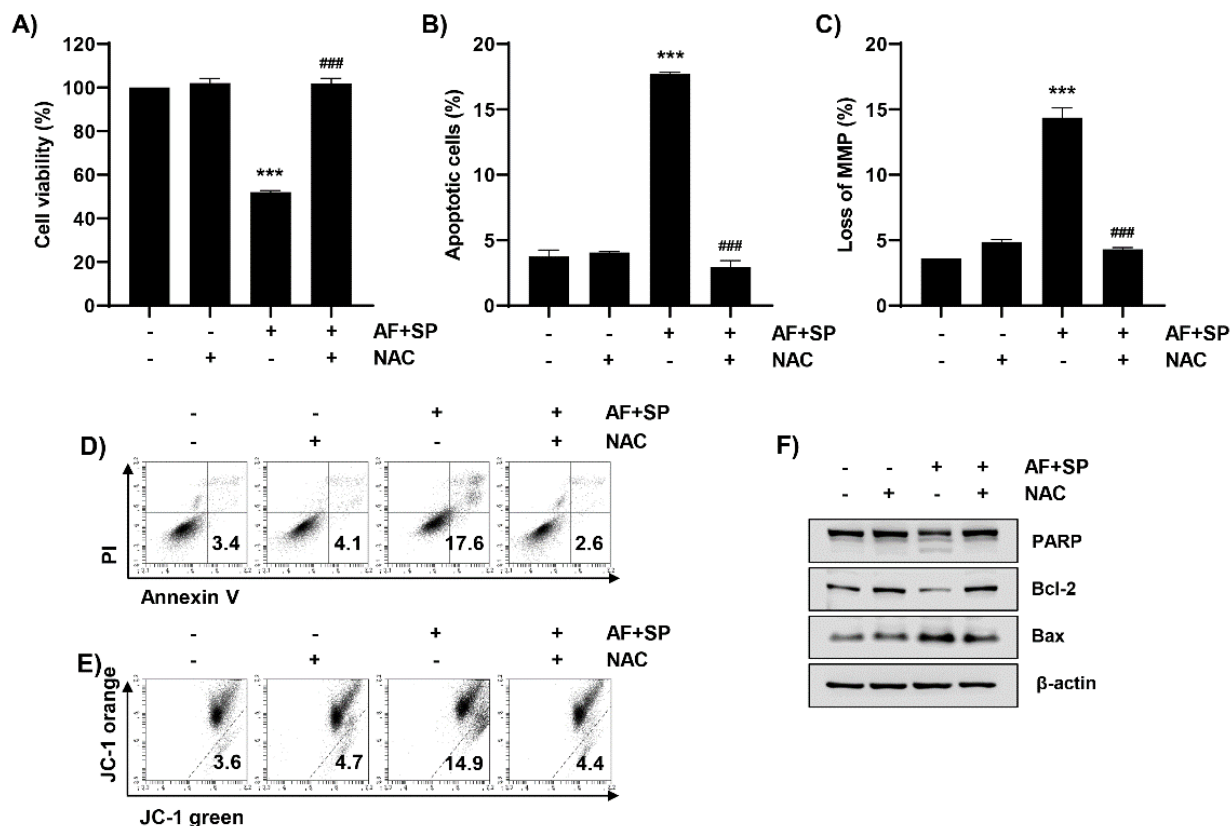 A)
120
100
80
60
40
20
0
Cell viability (%)
***
###
- - + + AF+SP
- + - + NAC
B)
20
15
10
5
0
Apoptotic cells (%)
***
###
- - + + AF+SP
- + - + NAC
C)
20
15
10
5
0
Loss of MMP (%)
***
###
- - + + AF+SP
- + - + NAC
- - + + AF+SP
D) - + - + NAC
PI
3.4 4.1 17.6 2.6
Annexin V
- - + + AF+SP
E) - + - + NAC
JC-1 orange
3.6 4.7 14.9 4.4
JC-1 green
F)
- - + + AF+SP
- + - + NAC
PARP
Bcl-2
Bax
β-actin